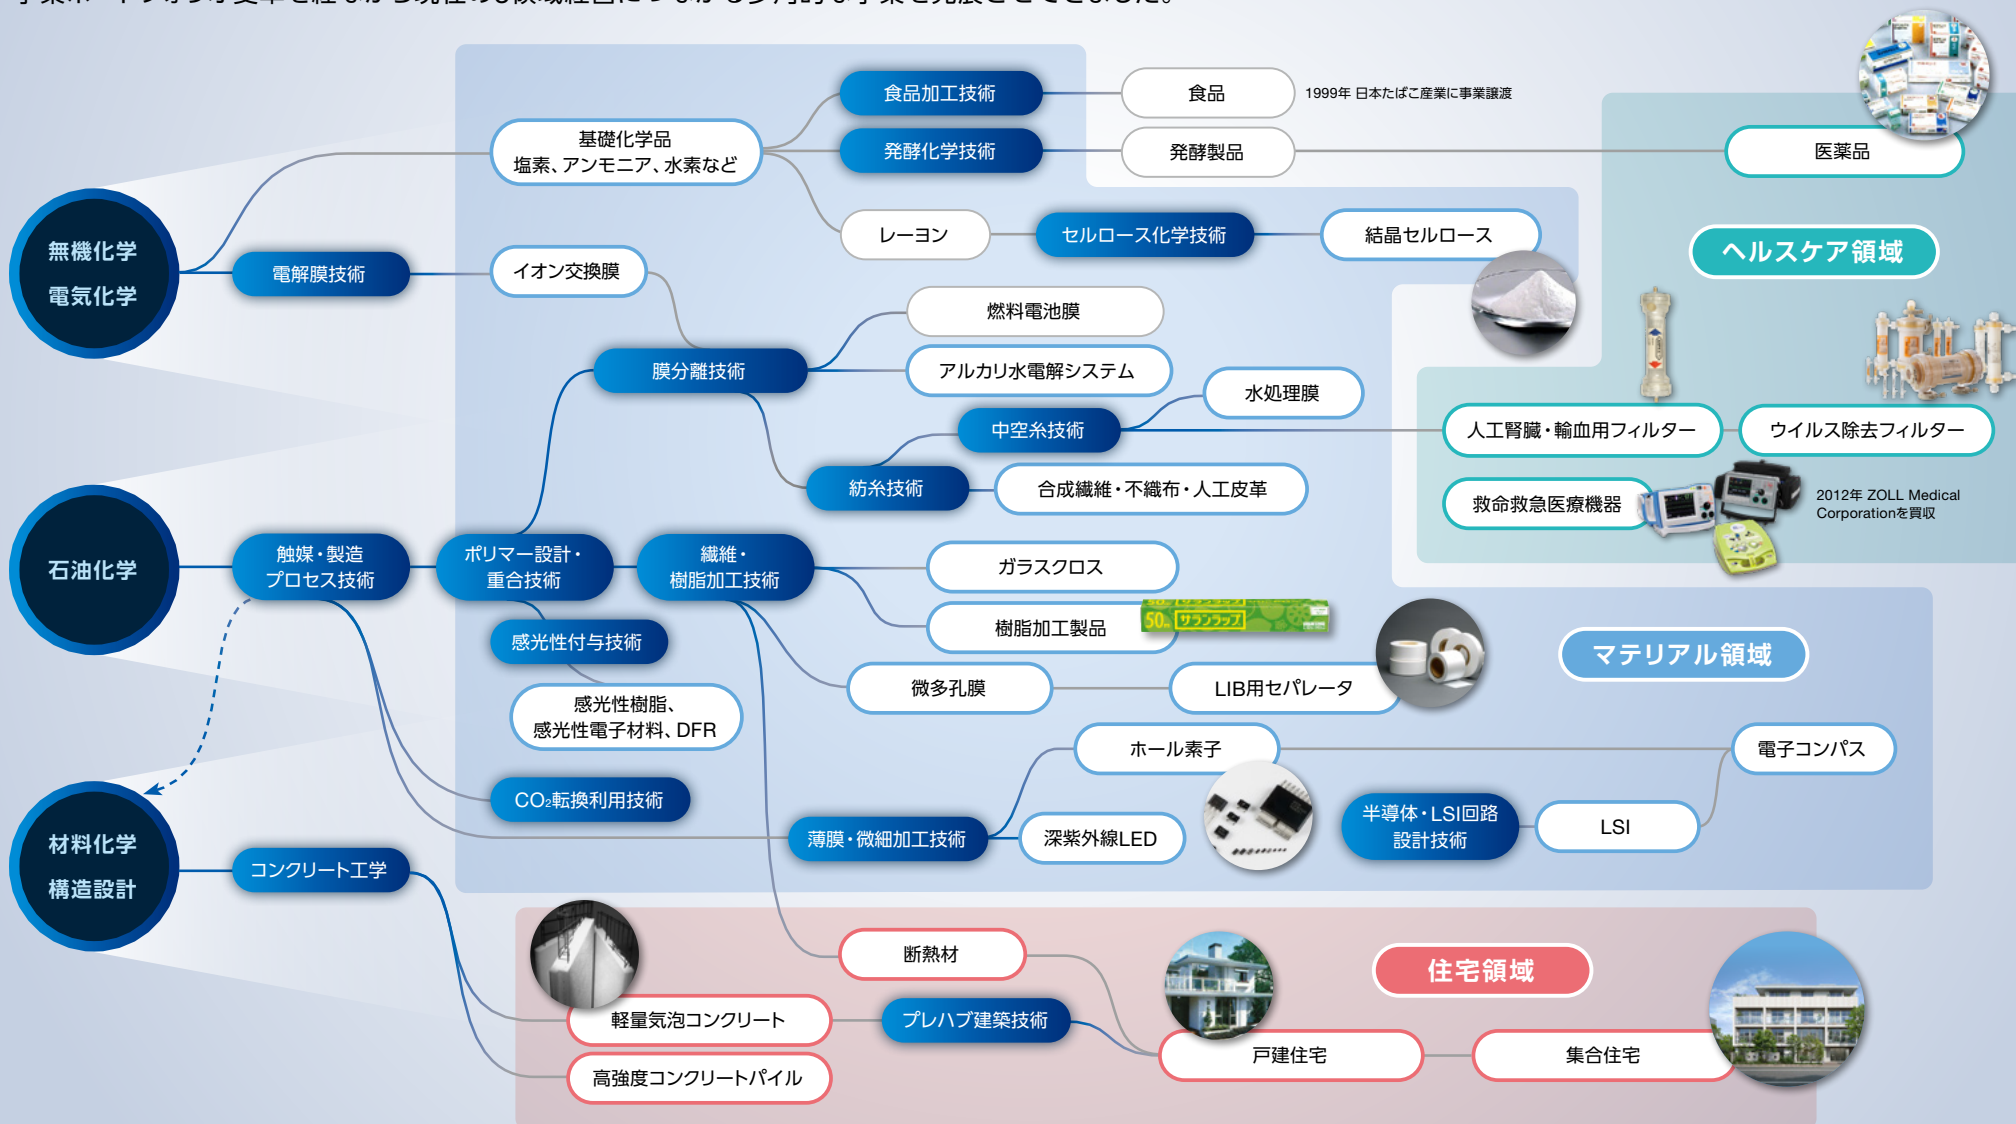 食品加工技術
食品
1999年 日本たばこ産業に事業譲渡
基礎化学品
塩素、アンモニア、水素など
発酵化学技術
発酵製品
医薬品
レーヨン
セルロース化学技術
結晶セルロース
ヘルスケア領域
無機化学
電気化学
電解膜技術
イオン交換膜
燃料電池膜
膜分離技術
アルカリ水電解システム
水処理膜
中空糸技術
人工腎臓・輸血用フィルター
ウイルス除去フィルター
紡糸技術
合成繊維・不織布・人工皮革
救命救急医療機器
2012年 ZOLL Medical
Corporationを買収
石油化学
触媒・製造
プロセス技術
ポリマー設計・
重合技術
繊維・
樹脂加工技術
ガラスクロス
感光性付与技術
樹脂加工製品
50m サランラップ
マテリアル領域
感光性樹脂、
感光性電子材料、DFR
微多孔膜
LIB用セパレータ
ホール素子
電子コンパス
CO₂転換利用技術
薄膜・微細加工技術
深紫外線LED
半導体・LSI回路
設計技術
LSI
材料化学
構造設計
コンクリート工学
断熱材
住宅領域
軽量気泡コンクリート
プレハブ建築技術
戸建住宅
集合住宅
高強度コンクリートパイル